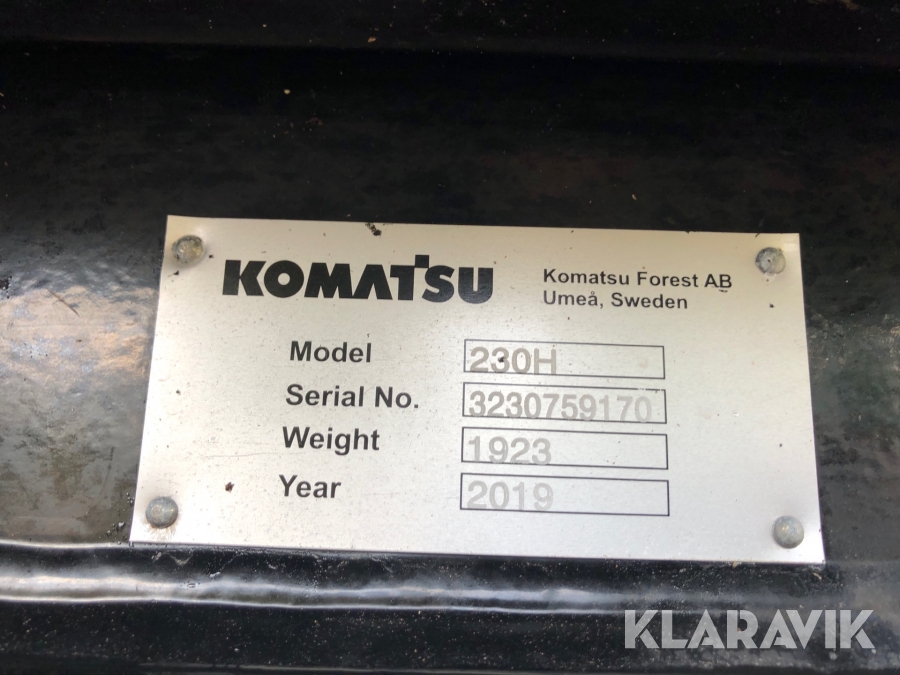 KOMATSU
Komatsu Forest AB
Umeå, Sweden
Model 230H
Serial No. 3230759170
Weight 1923
Year 2019
KLARAVIK